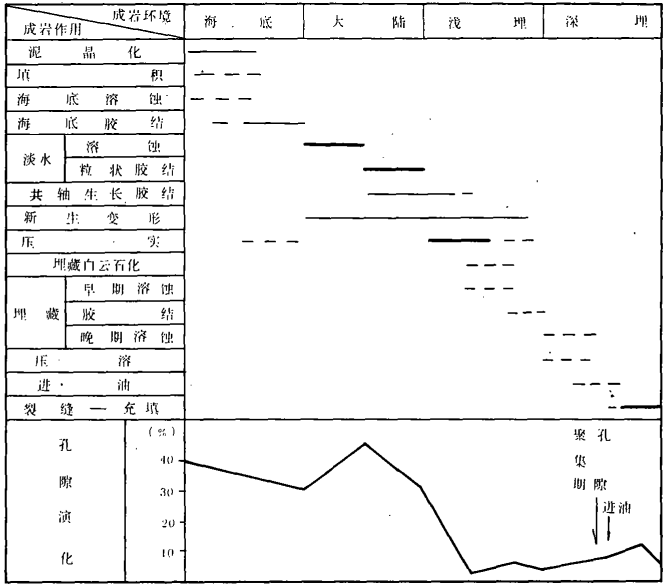 成岩环境
成岩作用
海 底
大 陆
浅 埋
深 埋
泥 晶 化
填 积
海 底 溶 蚀
海 底 胶 结
淡水
溶 蚀
粒 状 胶 结
共 轴 生 长 胶 结
新 生 变 形
压 实
埋藏白云石化
埋 藏
早 期 溶 蚀
胶 结
晚 期 溶 蚀
压 溶
进 油
裂 缝 — 充 填
孔
隙
演
化
(%)
40
30
20
10
聚 孔
集
期 隙
进油